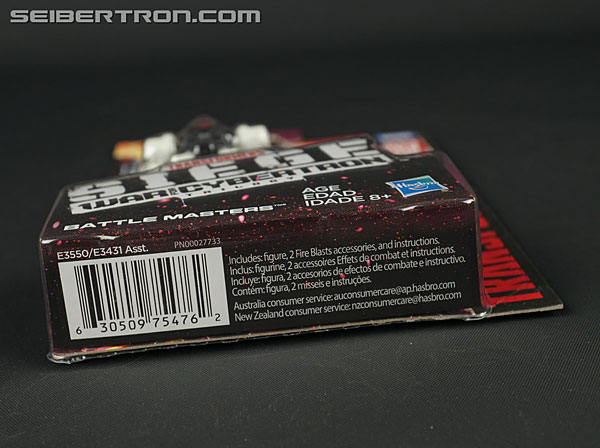 SEIBERTRON.COM
SIEGE
WAR FOR CYBERTRON
BATTLE MASTERS™
AGE
EDAD
IDADE 8+
Hasbro
E3550/E3431 Asst.
PN00027733
Includes: figure, 2 Fire Blasts accessories, and instructions.
Inclus: figurine, 2 accessoires Effets de combat et instructions.
Incluye: figura, 2 accesorios de efectos de combate e instructivo.
Contém: figura, 2 mísseis e instruções.
Australia consumer service: auconsumercare@ap.hasbro.com
New Zealand consumer service: nzconsumercare@hasbro.com
6 30509 75476 2